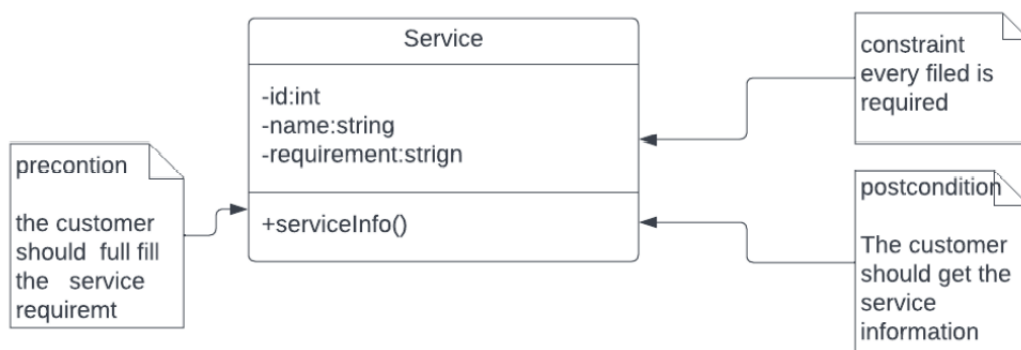 Service
-id:int
-name:string
-requirement:strign
+serviceInfo()
precontion
the customer
should full fill
the service
requiremt
constraint
every filed is
required
postcondition
The customer
should get the
service
information